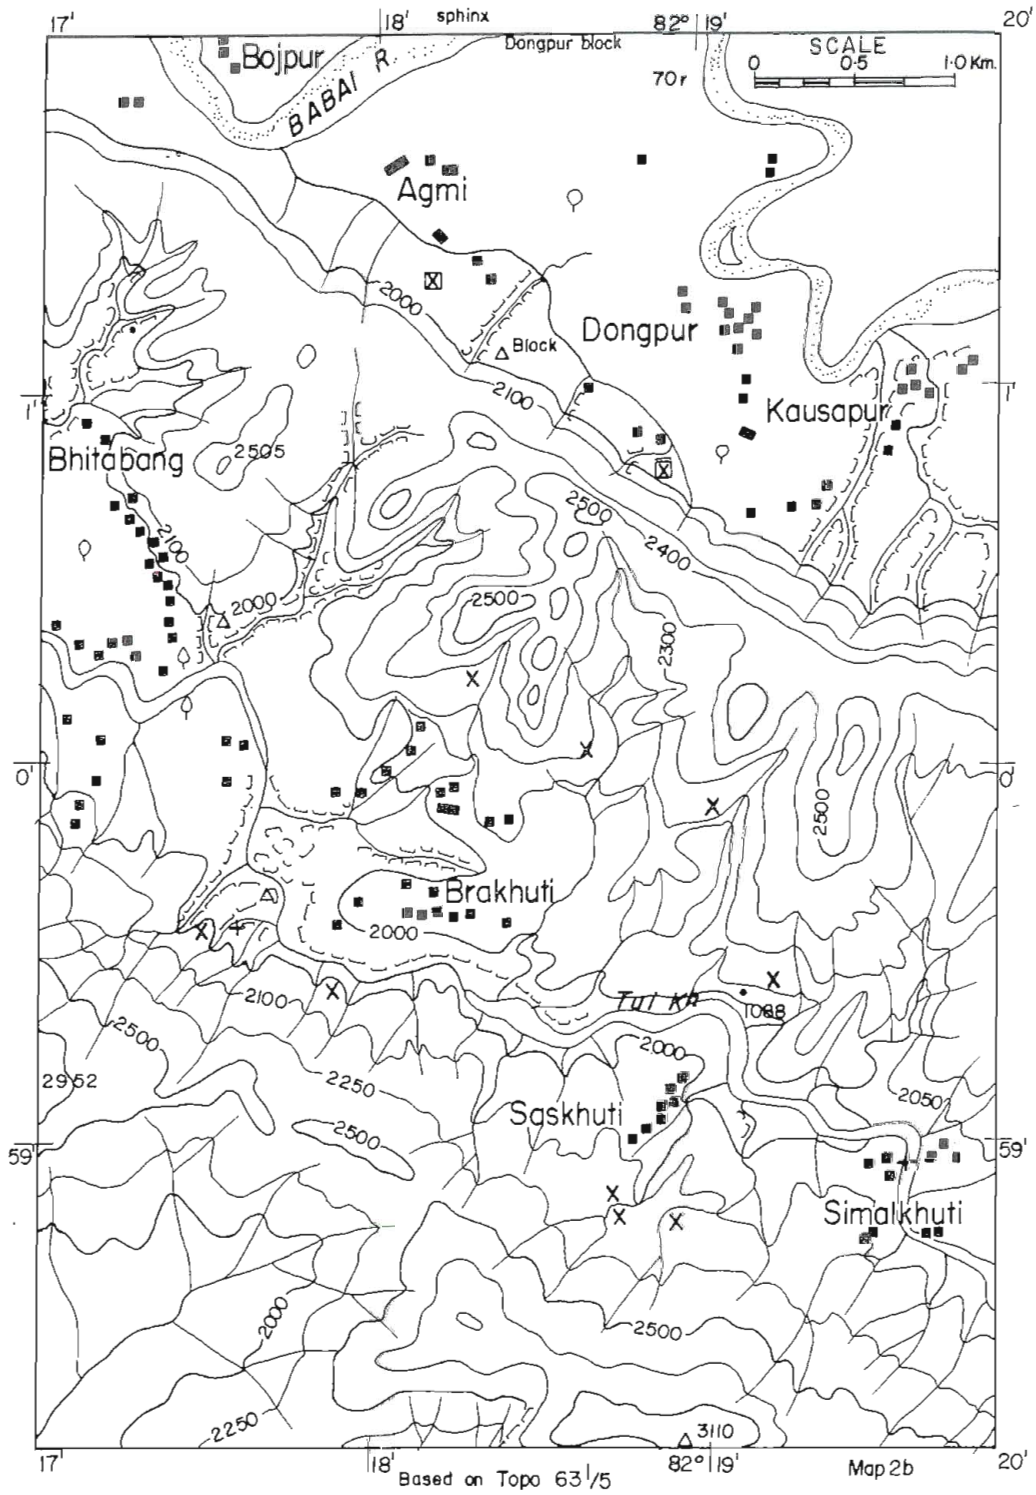 17' 18' sphinx 82° 19' 20'
Dongpur block
SCALE
0 0·5 1·0 Km.
70 r
Bojpur
BABAI R.
Agmi
2000
Dongpur
Block
2100
1' 1'
Kausapur
2505
Bhitabang
2500
2400
2100
2500
2000
2300
0' 0'
2500
Brakhuti
2000
2100
Tui Kh
1088
2500
2000
2952
2250
2050
Saskhuti
2500
59' 59'
Simalkhuti
2000
2500
2250
3110
17' 18' 82° 19' 20'
Based on Topo 63 1/5
Map 2b